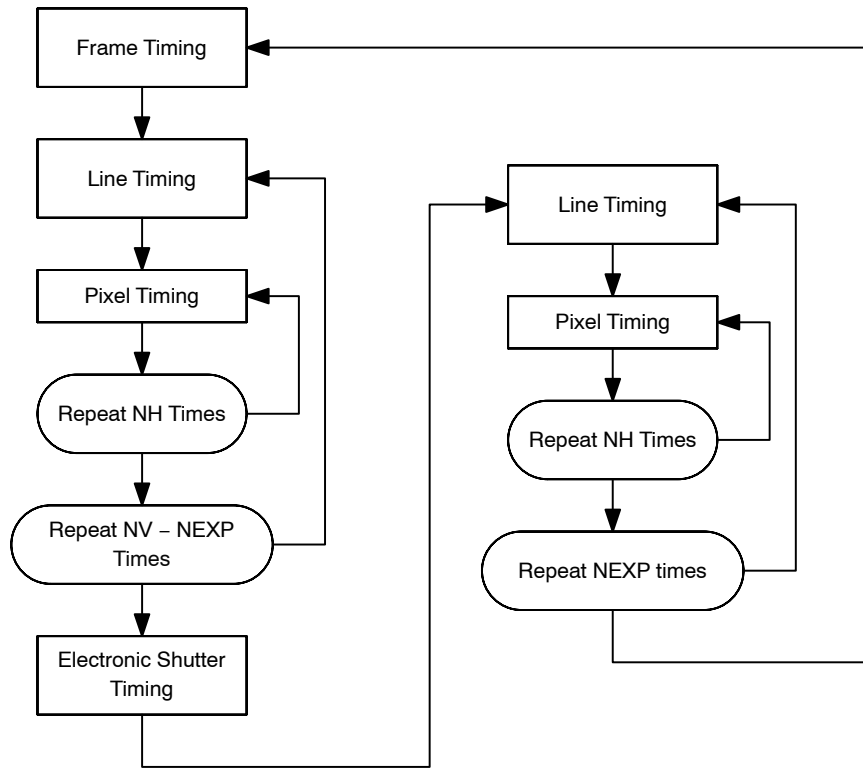 Frame Timing
Line Timing
Pixel Timing
Repeat NH Times
Repeat NV – NEXP
Times
Electronic Shutter
Timing
Line Timing
Pixel Timing
Repeat NH Times
Repeat NEXP times